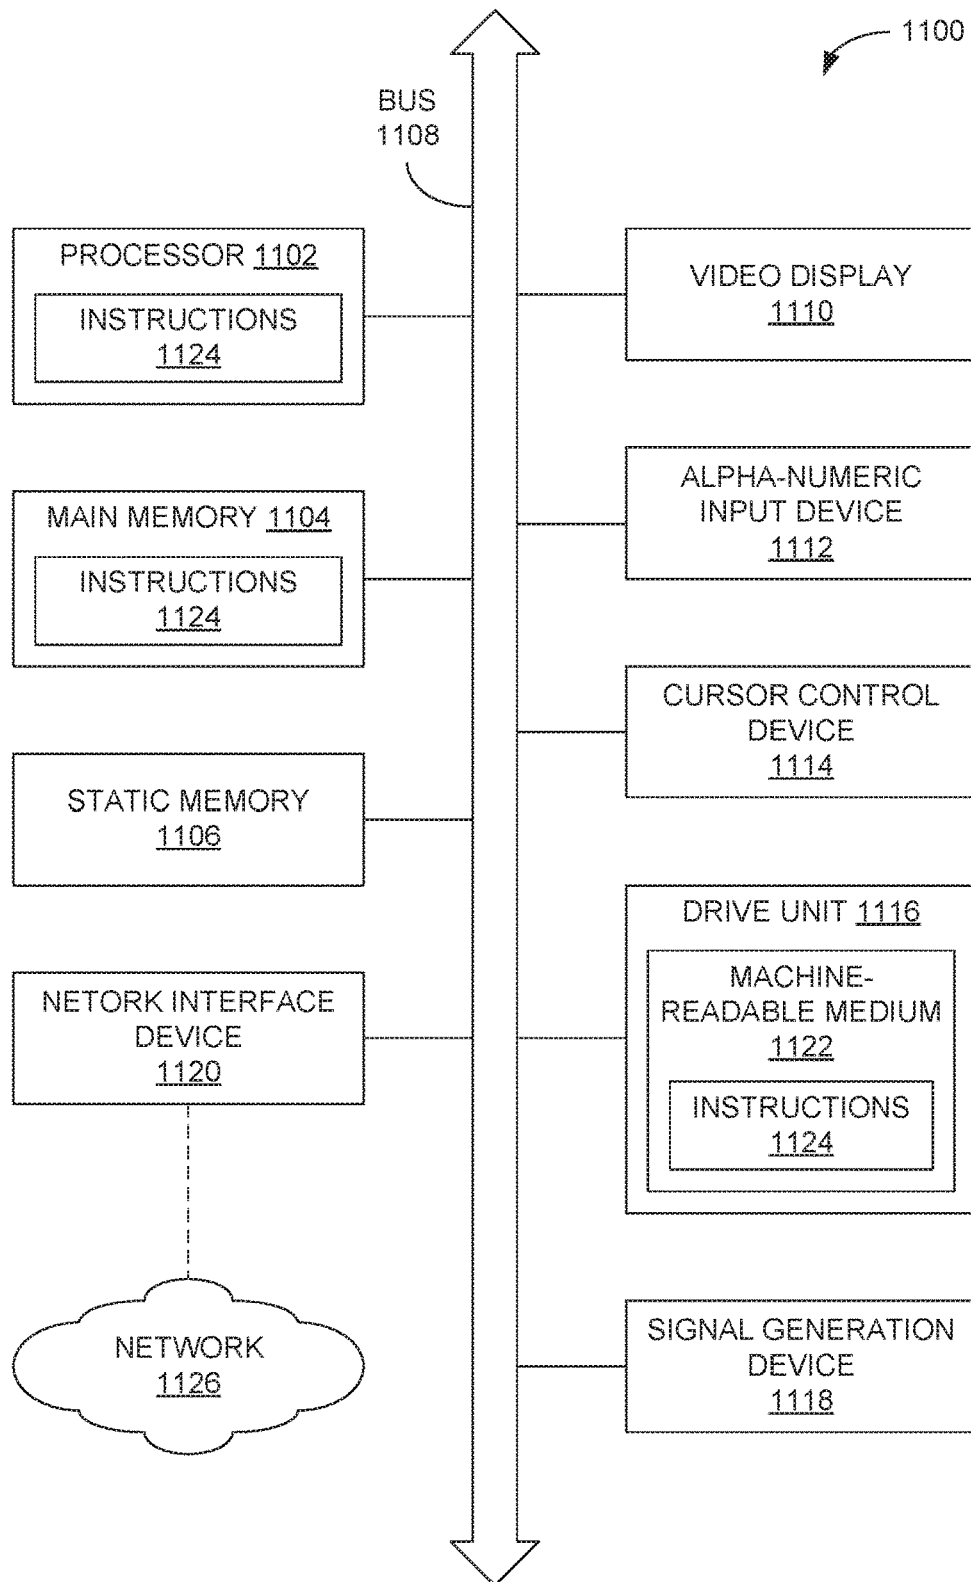 1100
BUS
1108
PROCESSOR 1102
INSTRUCTIONS
1124
MAIN MEMORY 1104
INSTRUCTIONS
1124
STATIC MEMORY
1106
NETORK INTERFACE
DEVICE
1120
NETWORK
1126
VIDEO DISPLAY
1110
ALPHA-NUMERIC
INPUT DEVICE
1112
CURSOR CONTROL
DEVICE
1114
DRIVE UNIT 1116
MACHINE-
READABLE MEDIUM
1122
INSTRUCTIONS
1124
SIGNAL GENERATION
DEVICE
1118